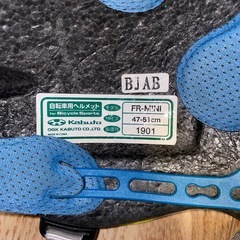 BJAB
自転車用ヘルメット
for Bicycle Sports
Kabuto
OGK KABUTO CO.,LTD.
FR-MINI
47-51cm
1901